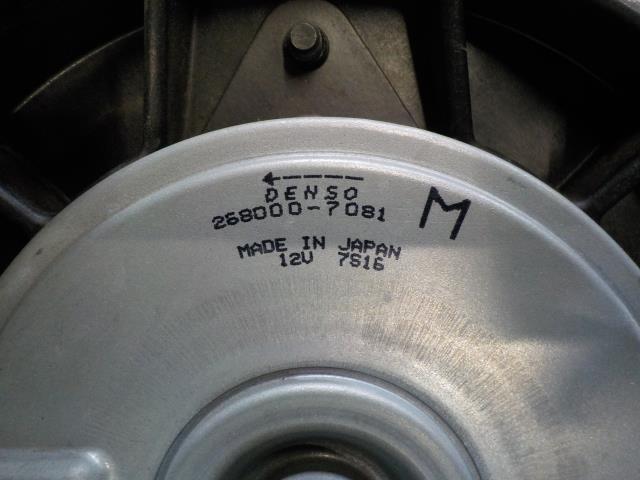 DENSO
268000-7081
M
MADE IN JAPAN
12V 7S16